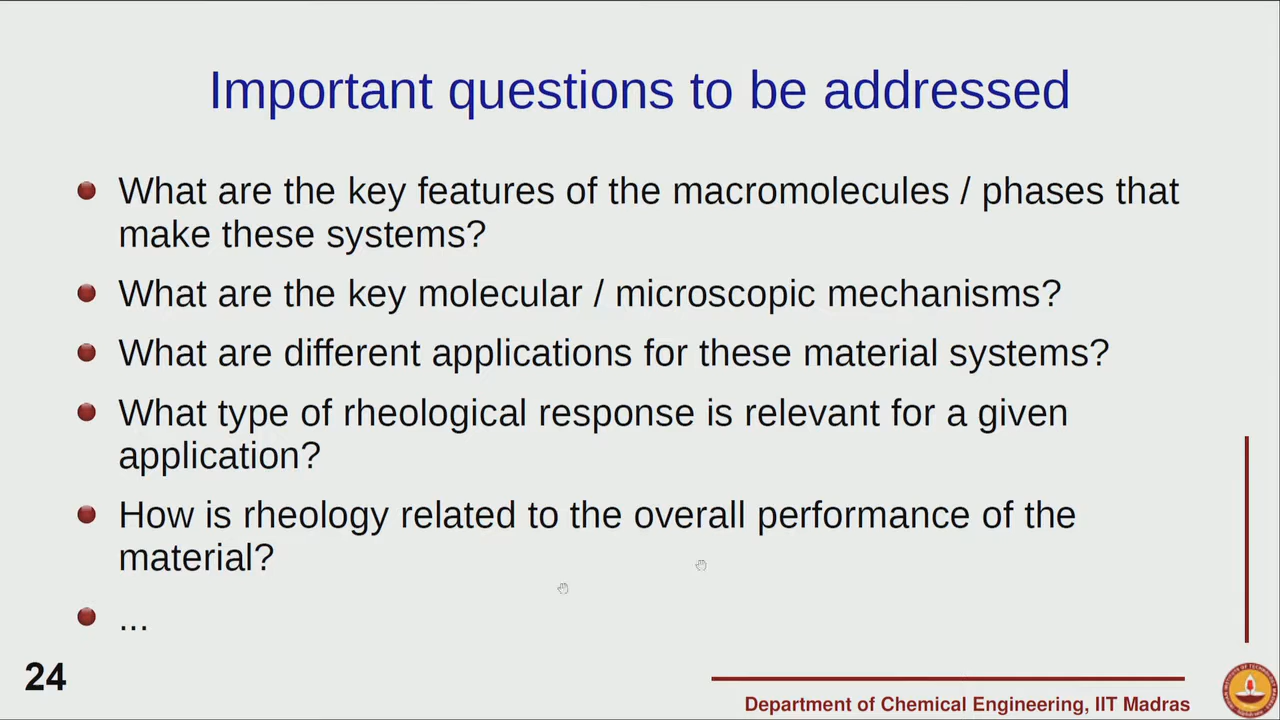 Important questions to be addressed
What are the key features of the macromolecules / phases that
make these systems?
What are the key molecular / microscopic mechanisms?
What are different applications for these material systems?
What type of rheological response is relevant for a given
application?
How is rheology related to the overall performance of the
material?
...
24
Department of Chemical Engineering, IIT Madras